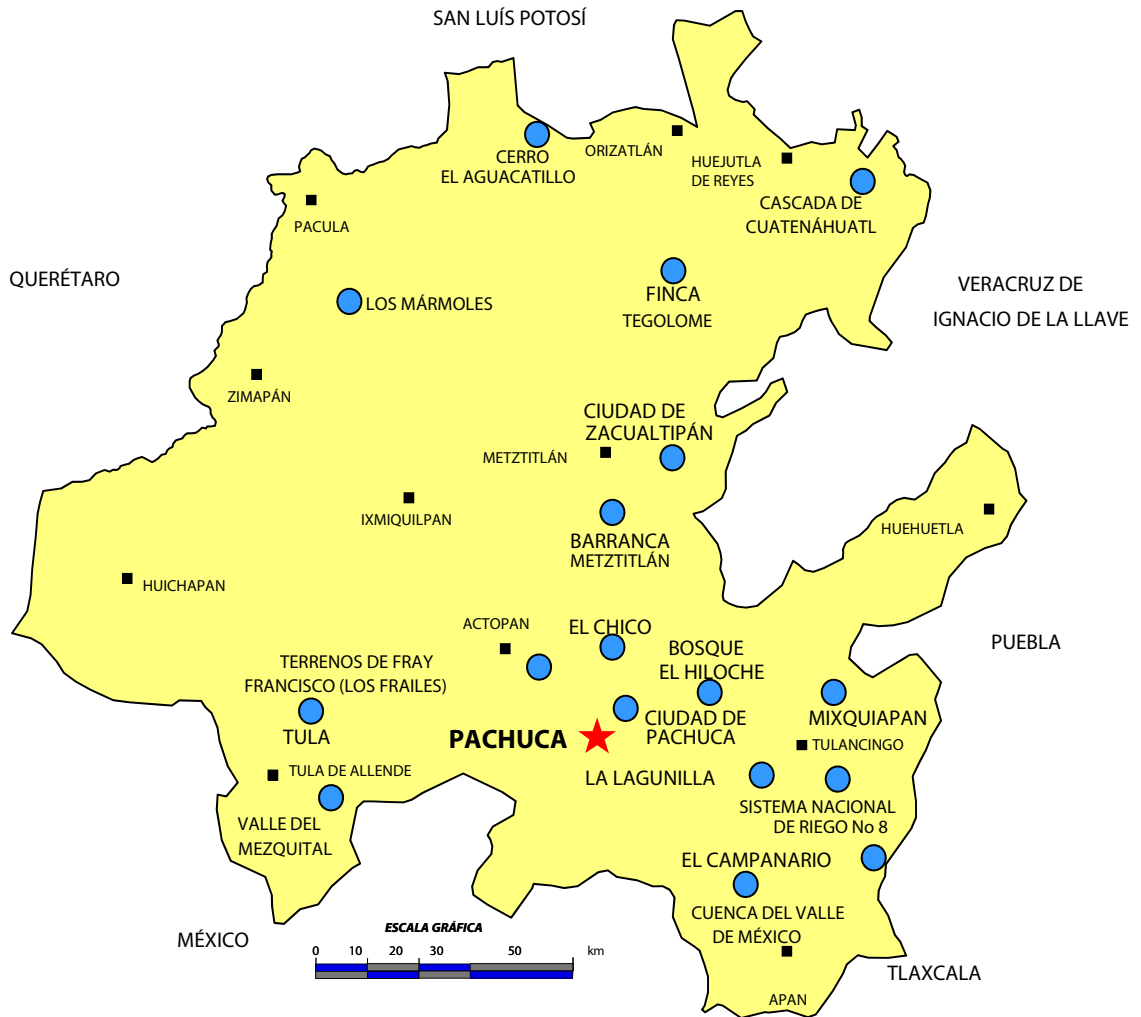 SAN LUÍS POTOSÍ
ORIZATLÁN
CERRO
EL AGUACATILLO
HUEJUTLA
DE REYES
CASCADA DE
CUATENÁHUATL
PACULA
QUERÉTARO
LOS MÁRMOLES
FINCA
TEGOLOME
VERACRUZ DE
IGNACIO DE LA LLAVE
ZIMAPÁN
CIUDAD DE
ZACUALTIPÁN
METZTITLÁN
IXMIQUILPAN
BARRANCA
METZTITLÁN
HUEHUETLA
HUICHAPAN
ACTOPAN
EL CHICO
BOSQUE
EL HILOCHE
PUEBLA
TERRENOS DE FRAY
FRANCISCO (LOS FRAILES)
TULA
PACHUCA
CIUDAD DE
PACHUCA
MIXQUIAPAN
TULANCINGO
TULA DE ALLENDE
LA LAGUNILLA
VALLE DEL
MEZQUITAL
SISTEMA NACIONAL
DE RIEGO No 8
EL CAMPANARIO
CUENCA DEL VALLE
DE MÉXICO
MÉXICO
ESCALA GRÁFICA
0 10 20 30 50 km
TLAXCALA
APAN